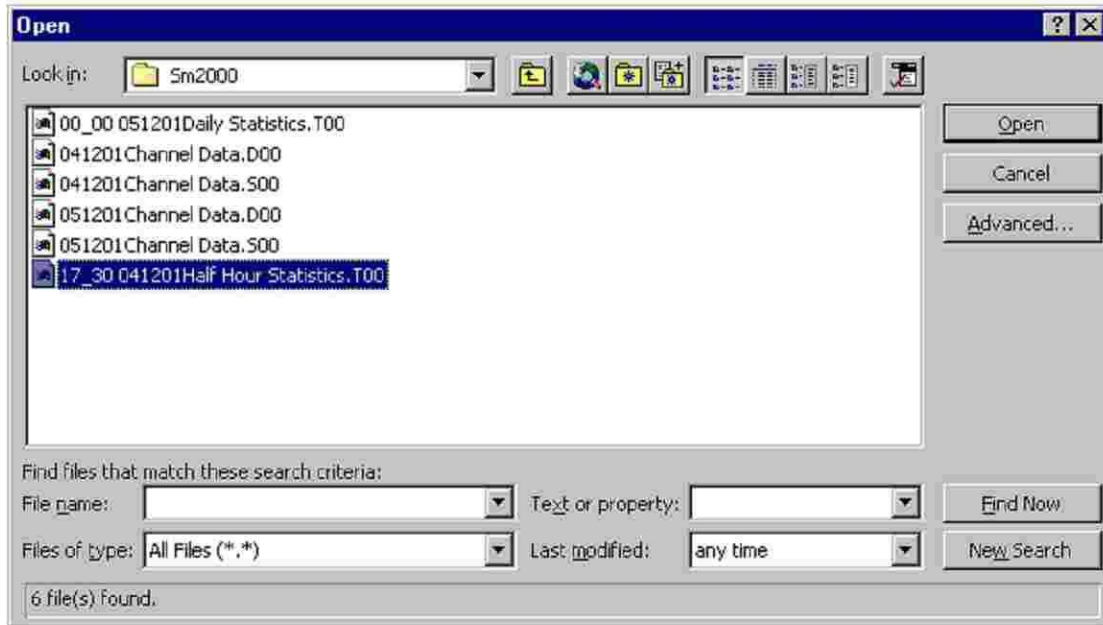 Open
Look in: Sm2000
00_00 051201Daily Statistics.T00
041201Channel Data.D00
041201Channel Data.S00
051201Channel Data.D00
051201Channel Data.S00
17_30 041201Half Hour Statistics.T00
Open
Cancel
Advanced...
Find files that match these search criteria:
File name: Text or property: Find Now
Files of type: All Files (*.*) Last modified: any time New Search
6 file(s) found.